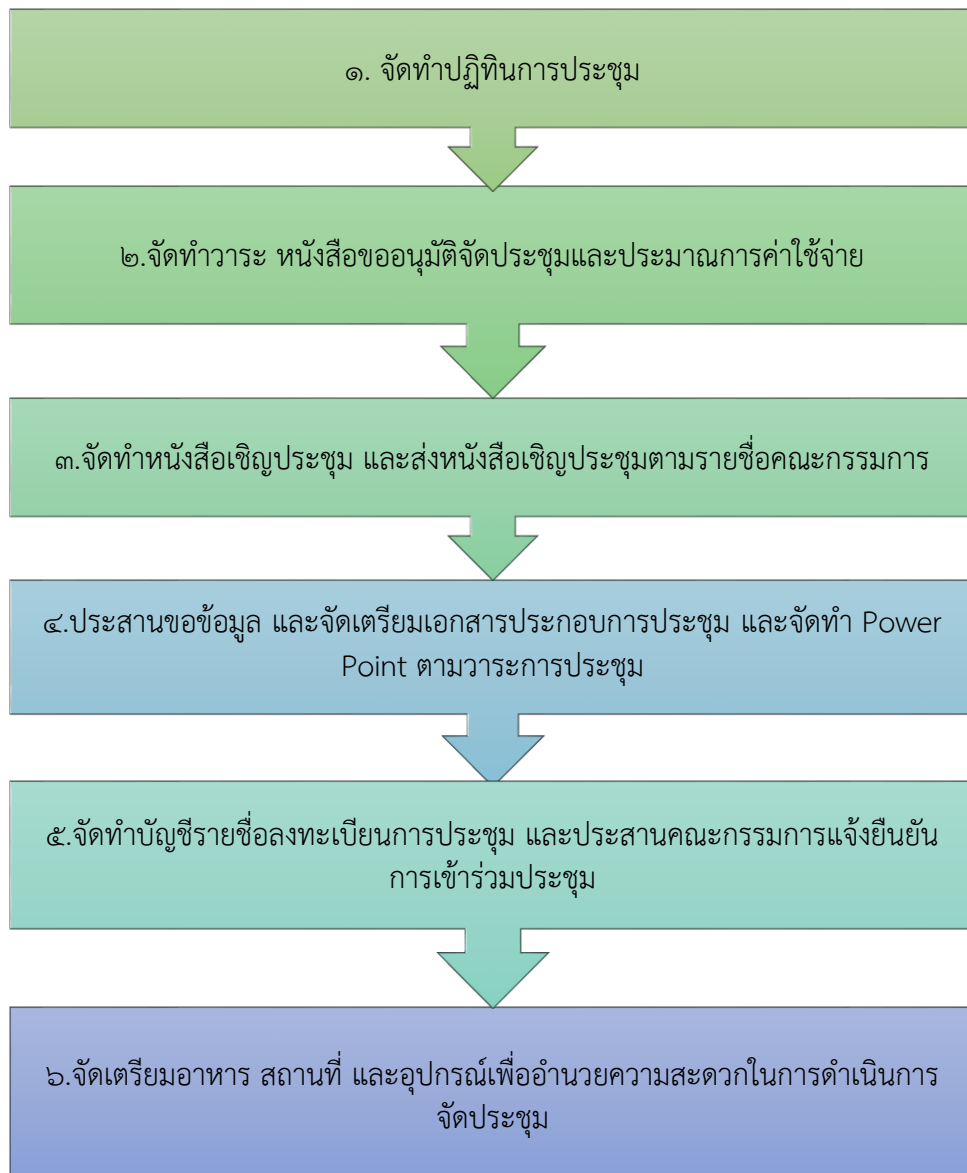 ๑. จัดทำปฏิทินการประชุม
๒.จัดทำวาระ หนังสือขออนุมัติจัดประชุมและประมาณการค่าใช้จ่าย
๓.จัดทำหนังสือเชิญประชุม และส่งหนังสือเชิญประชุมตามรายชื่อคณะกรรมการ
๔.ประสานขอข้อมูล และจัดเตรียมเอกสารประกอบการประชุม และจัดทำ Power
Point ตามวาระการประชุม
๕.จัดทำบัญชีรายชื่อลงทะเบียนการประชุม และประสานคณะกรรมการแจ้งยืนยัน
การเข้าร่วมประชุม
๖.จัดเตรียมอาหาร สถานที่ และอุปกรณ์เพื่ออำนวยความสะดวกในการดำเนินการ
จัดประชุม